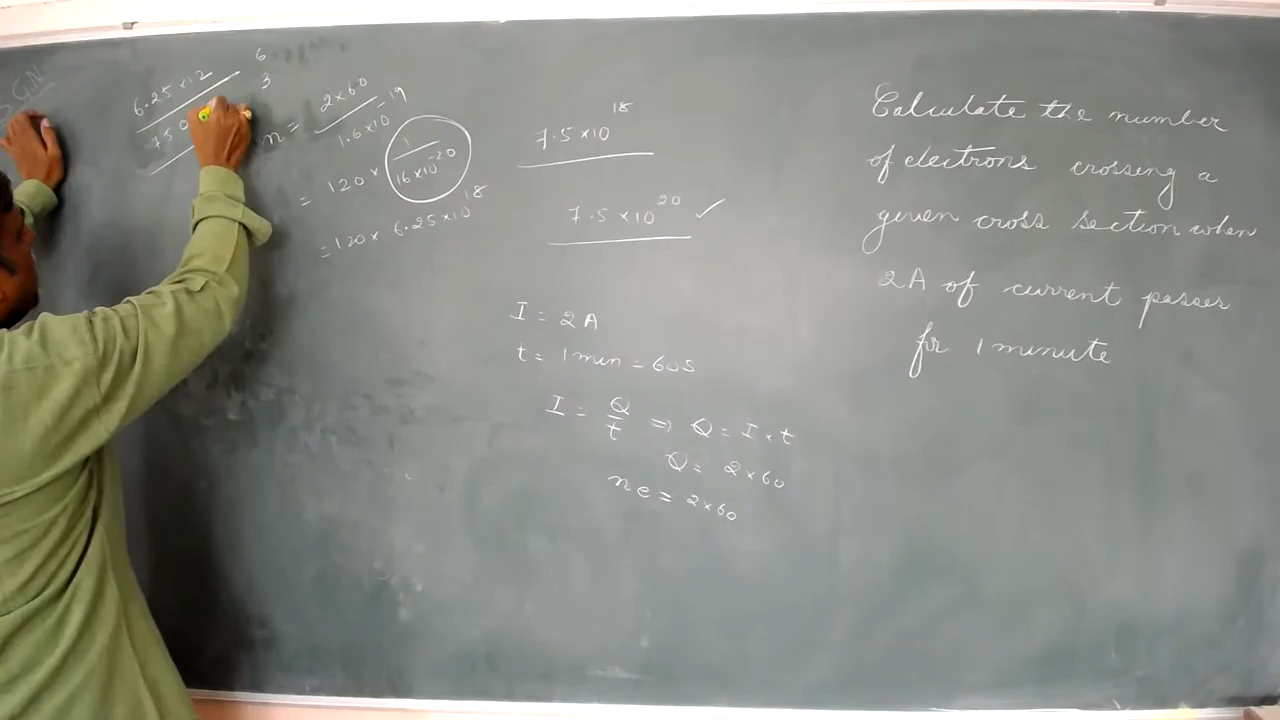 6.25 × 12
750
6
3
n = 2×60 / 1.6 × 10^-19
= 120 × 1 / 16 × 10^-20
= 120 × 6.25 × 10^18
7.5 × 10^18
7.5 × 10^20 ✓
I = 2A
t = 1 min = 60s
I = Q/t ⇒ Q = I × t
Q = 2×60
ne = 2×60
Calculate the number
of electrons crossing a
given cross section when
2A of current passes
for 1 minute